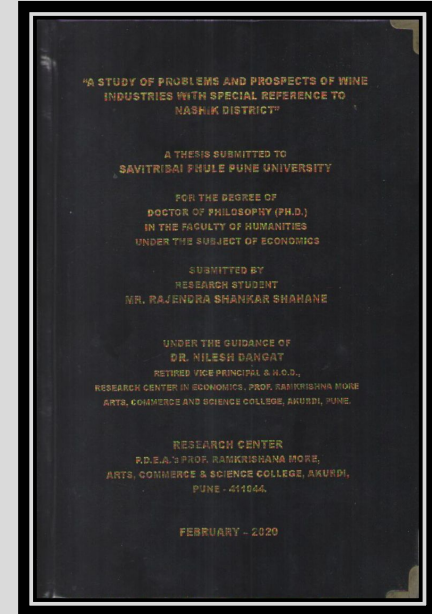 "A STUDY OF PROBLEMS AND PROSPECTS OF WINE
INDUSTRIES WITH SPECIAL REFERENCE TO
NASHIK DISTRICT"
A THESIS SUBMITTED TO
SAVITRIBAI PHULE PUNE UNIVERSITY
FOR THE DEGREE OF
DOCTOR OF PHILOSOPHY (PH.D.)
IN THE FACULTY OF HUMANITIES
UNDER THE SUBJECT OF ECONOMICS
SUBMITTED BY
RESEARCH STUDENT
MR. RAJENDRA SHANKAR SHAHANE
UNDER THE GUIDANCE OF
DR. NILESH DANGAT
RETIRED VICE PRINCIPAL & H.O.D.,
RESEARCH CENTER IN ECONOMICS. PROF. RAMKRISHNA MORE
ARTS, COMMERCE AND SCIENCE COLLEGE, AKURDI, PUNE.
RESEARCH CENTER
P.D.E.A.'s PROF. RAMKRISHANA MORE,
ARTS, COMMERCE & SCIENCE COLLEGE, AKURDI,
PUNE - 411044.
FEBRUARY - 2020